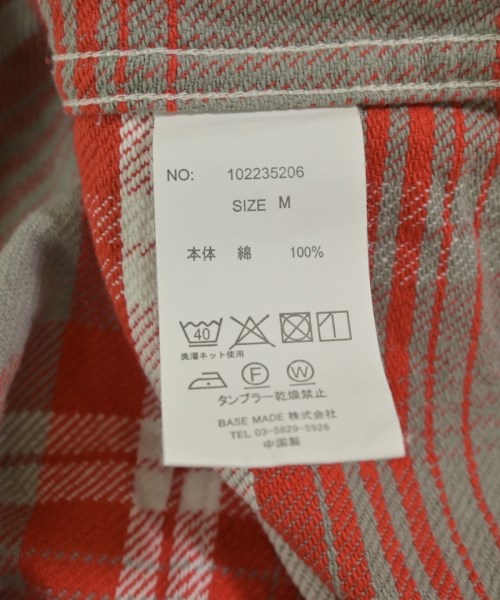 NO: 102235206
SIZE M
本体 綿 100%
40
洗濯ネット使用
F W
タンブラー乾燥禁止
BASE MADE 株式会社
TEL 03-5829-5926
中国製